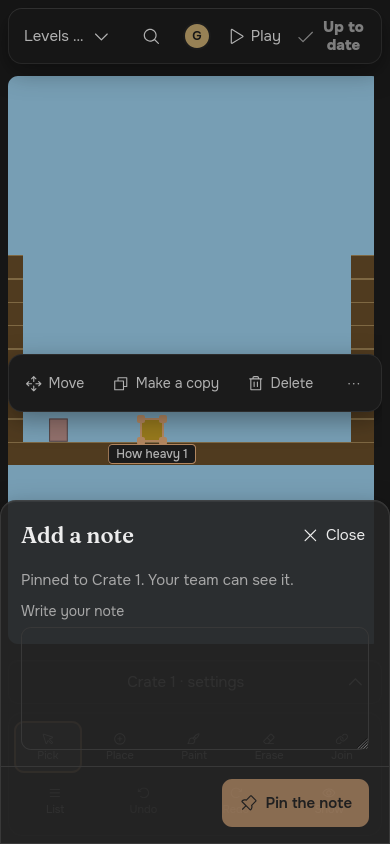 Levels ...
G
Play
Up to
date
Move
Make a copy
Delete
...
How heavy 1
Add a note
Close
Pinned to Crate 1. Your team can see it.
Write your note
Crate 1 · settings
Pick
Place
Paint
Erase
Join
List
Undo
Pin the note